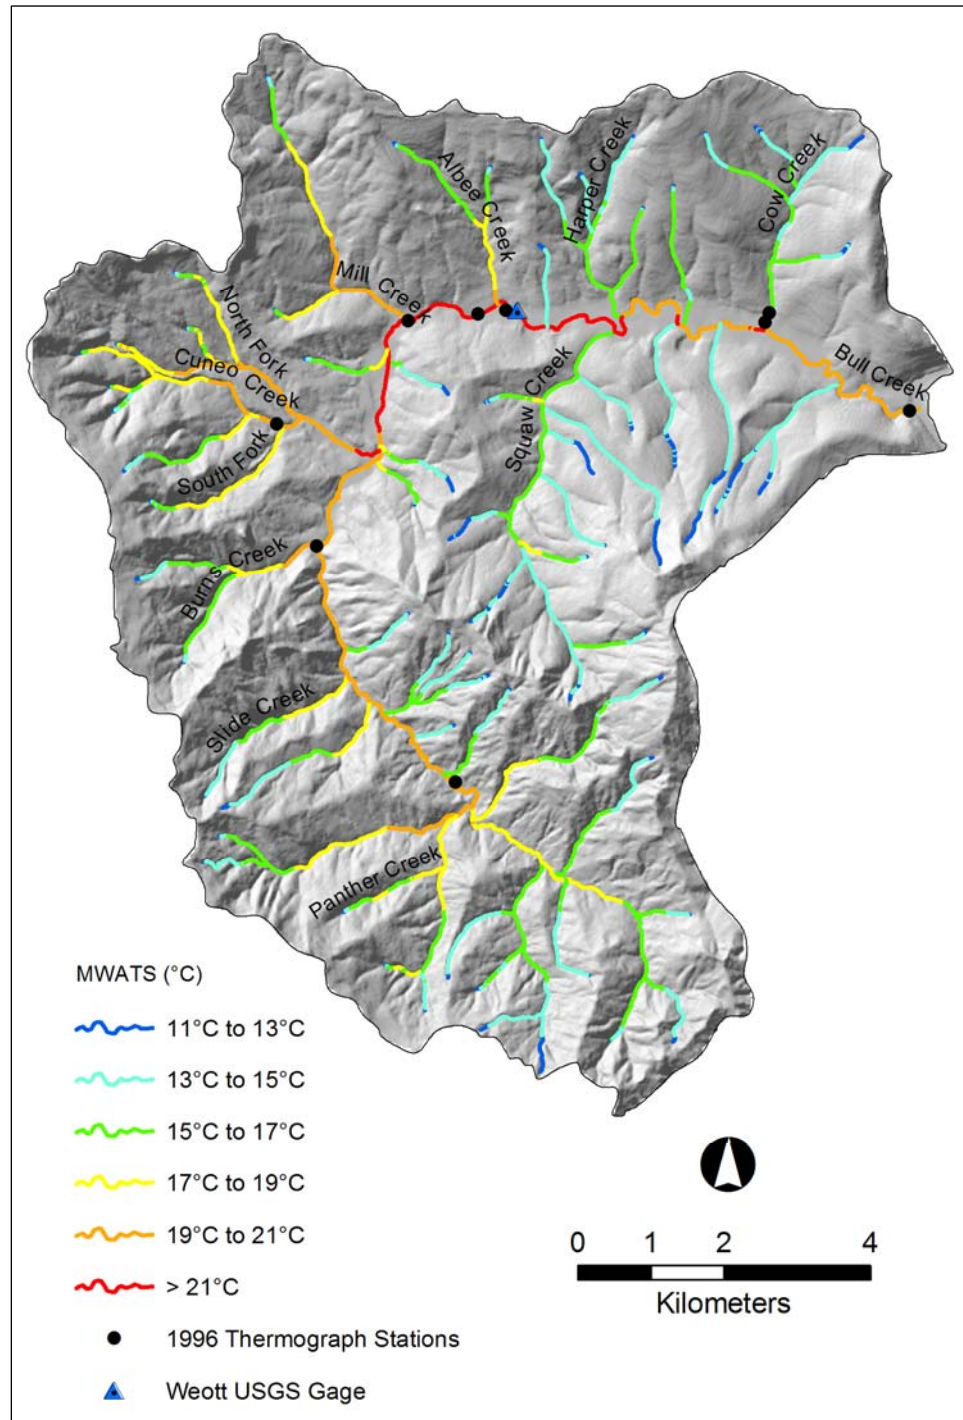 Albee Creek
Harper Creek
Cow Creek
Mill Creek
North Fork
Cuneo Creek
Bull Creek
Squaw Creek
South Fork
Burns Creek
Slide Creek
Panther Creek
MWATS (°C)
11°C to 13°C
13°C to 15°C
15°C to 17°C
17°C to 19°C
19°C to 21°C
> 21°C
1996 Thermograph Stations
Weott USGS Gage
0 1 2 4
Kilometers